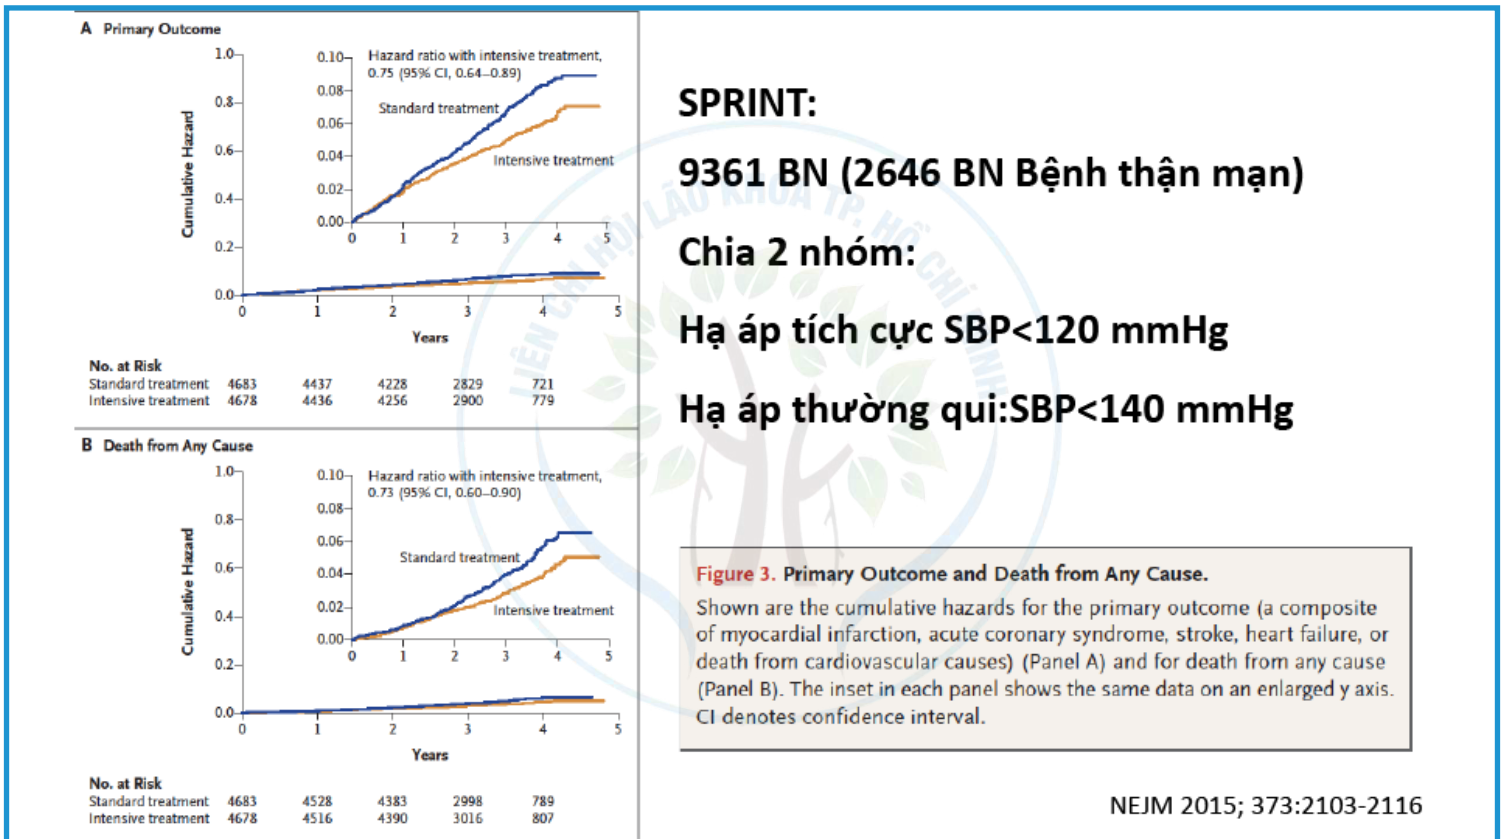 A Primary Outcome
Cumulative Hazard
1.0
0.8
0.6
0.4
0.2
0.0
0 1 2 3 4 5
Years
0.10
0.08
0.06
0.04
0.02
0.00
0 1 2 3 4 5
Hazard ratio with intensive treatment,
0.75 (95% CI, 0.64–0.89)
Standard treatment
Intensive treatment
No. at Risk
Standard treatment 4683 4437 4228 2829 721
Intensive treatment 4678 4436 4256 2900 779
B Death from Any Cause
Cumulative Hazard
1.0
0.8
0.6
0.4
0.2
0.0
0 1 2 3 4 5
Years
0.10
0.08
0.06
0.04
0.02
0.00
0 1 2 3 4 5
Hazard ratio with intensive treatment,
0.73 (95% CI, 0.60–0.90)
Standard treatment
Intensive treatment
No. at Risk
Standard treatment 4683 4528 4383 2998 789
Intensive treatment 4678 4516 4390 3016 807
SPRINT:
9361 BN (2646 BN Bệnh thận mạn)
Chia 2 nhóm:
Hạ áp tích cực SBP<120 mmHg
Hạ áp thường qui:SBP<140 mmHg
LIÊN CHI HỘI LÃO KHOA TP. HỒ CHÍ MINH
Figure 3. Primary Outcome and Death from Any Cause.
Shown are the cumulative hazards for the primary outcome (a composite
of myocardial infarction, acute coronary syndrome, stroke, heart failure, or
death from cardiovascular causes) (Panel A) and for death from any cause
(Panel B). The inset in each panel shows the same data on an enlarged y axis.
CI denotes confidence interval.
NEJM 2015; 373:2103-2116